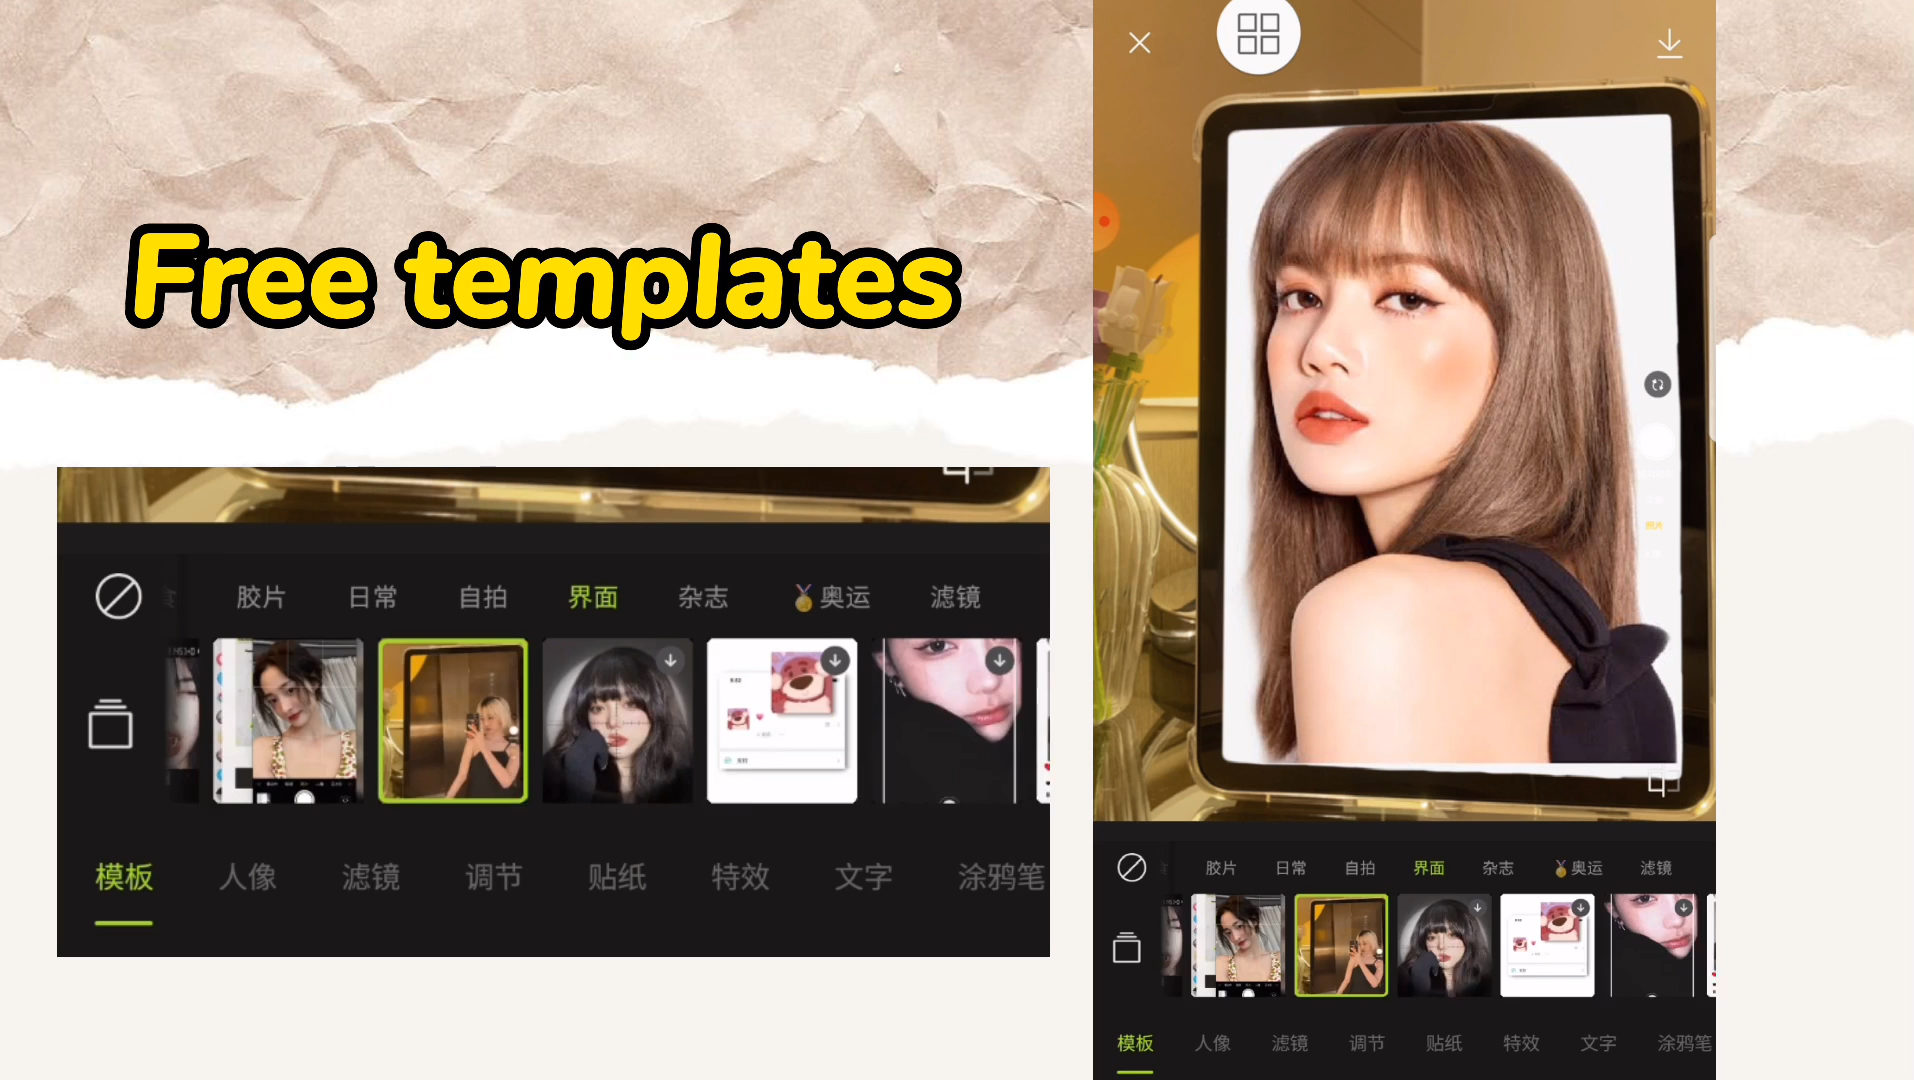 Free templates
胶片 日常 自拍 界面 杂志 奥运 滤镜
模板 人像 滤镜 调节 贴纸 特效 文字 涂鸦笔
照片
胶片 日常 自拍 界面 杂志 奥运 滤镜
模板 人像 滤镜 调节 贴纸 特效 文字 涂鸦笔